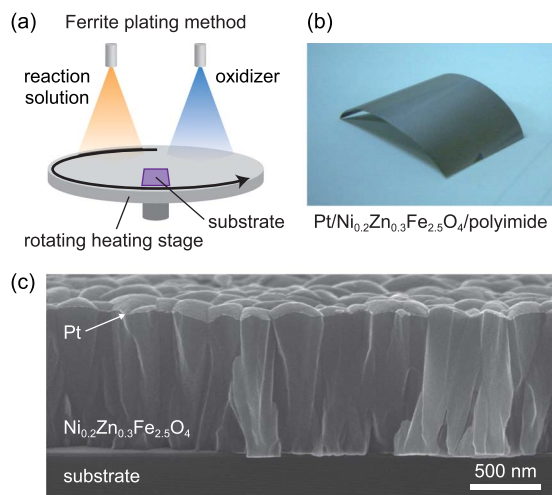 (a) Ferrite plating method
reaction
solution
oxidizer
substrate
rotating heating stage
(b)
Pt/Ni0.2Zn0.3Fe2.5O4/polyimide
(c)
Pt
Ni0.2Zn0.3Fe2.5O4
substrate
500 nm